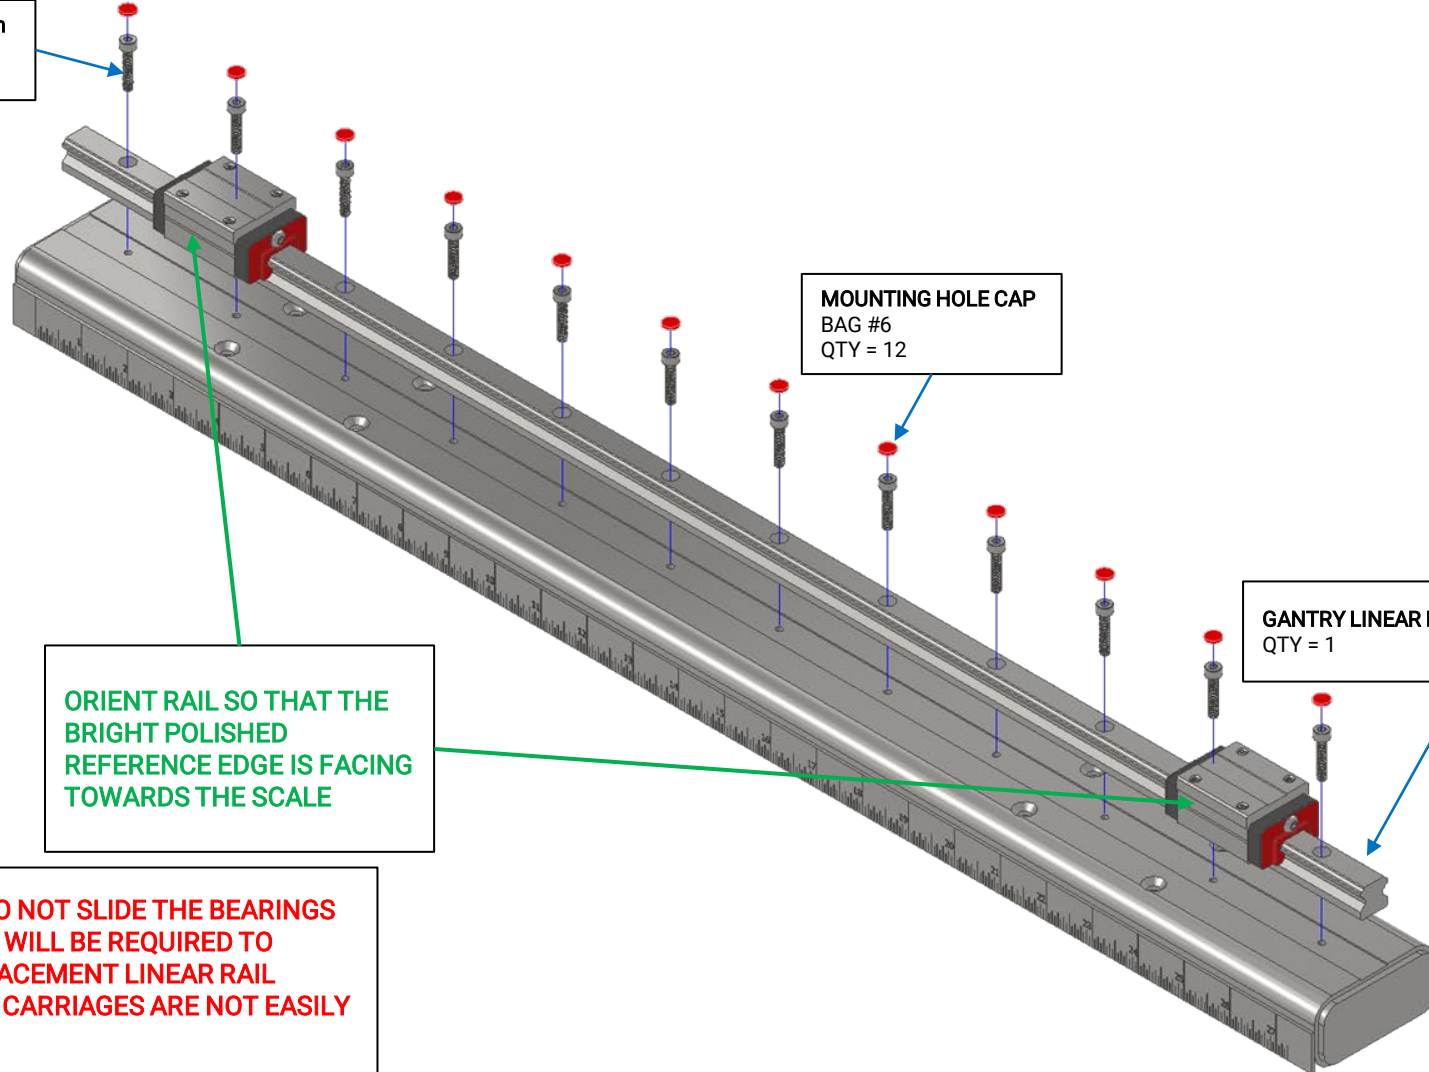 MOUNTING HOLE CAP
BAG #6
QTY = 12
GANTRY LINEAR
QTY = 1
ORIENT RAIL SO THAT THE
BRIGHT POLISHED
REFERENCE EDGE IS FACING
TOWARDS THE SCALE
NOT SLIDE THE BEARINGS
WILL BE REQUIRED TO
LINEAR RAIL
CARRIAGES ARE NOT EASILY